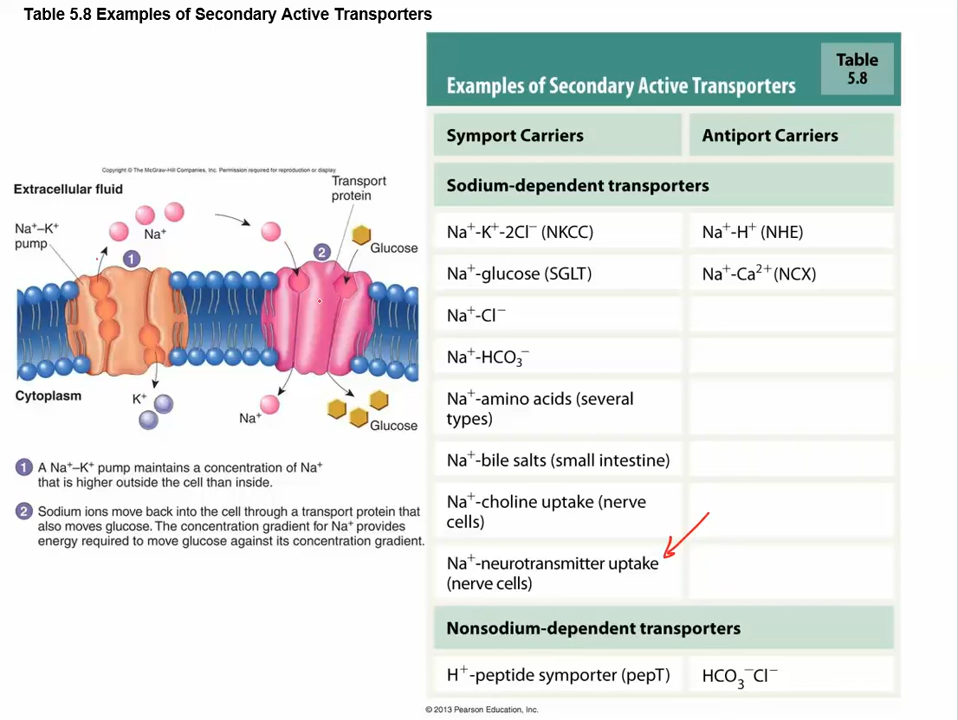 Table 5.8 Examples of Secondary Active Transporters
Copyright © The McGraw-Hill Companies, Inc. Permission required for reproduction or display.
Extracellular fluid
Transport
protein
Na⁺–K⁺
pump
Na⁺
1
2
Glucose
Cytoplasm
K⁺
Na⁺
Glucose
1 A Na⁺–K⁺ pump maintains a concentration of Na⁺
that is higher outside the cell than inside.
2 Sodium ions move back into the cell through a transport protein that
also moves glucose. The concentration gradient for Na⁺ provides
energy required to move glucose against its concentration gradient.
Examples of Secondary Active Transporters
Table
5.8
Symport Carriers
Antiport Carriers
Sodium-dependent transporters
Na⁺-K⁺-2Cl⁻ (NKCC)
Na⁺-H⁺ (NHE)
Na⁺-glucose (SGLT)
Na⁺-Ca²⁺ (NCX)
Na⁺-Cl⁻
Na⁺-HCO₃⁻
Na⁺-amino acids (several
types)
Na⁺-bile salts (small intestine)
Na⁺-choline uptake (nerve
cells)
Na⁺-neurotransmitter uptake
(nerve cells)
Nonsodium-dependent transporters
H⁺-peptide symporter (pepT)
HCO₃⁻Cl⁻
© 2013 Pearson Education, Inc.